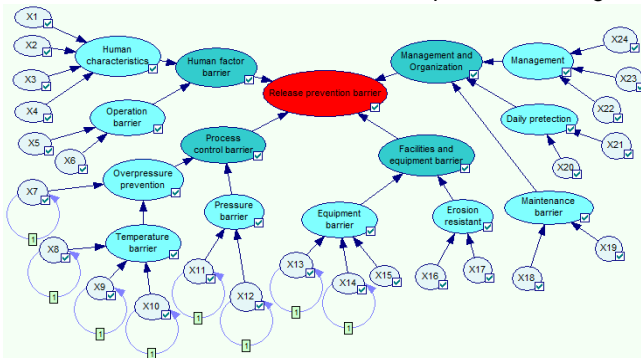 X1
X2
X3
X4
X5
X6
Human
characteristics
Human factor
barrier
Operation
barrier
Release prevention barrier
Management and
Organization
Management
X24
X23
X22
Daily pretection
X21
X20
Process
control barrier
Overpressure
prevention
X7
X8
Temperature
barrier
X9
X10
Pressure
barrier
X11
X12
Facilities and
equipment barrier
Equipment
barrier
X13
X14
X15
Erosion
resistant
X16
X17
Maintenance
barrier
X18
X19
1
1
1
1
1
1
1
1